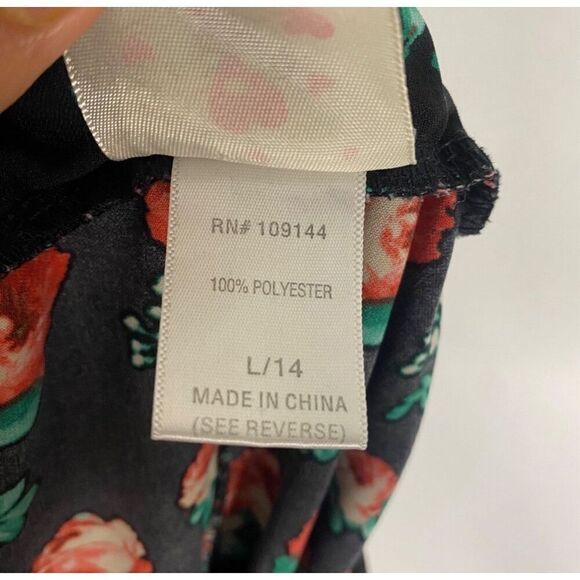 RN# 109144
100% POLYESTER
L/14
MADE IN CHINA
(SEE REVERSE)